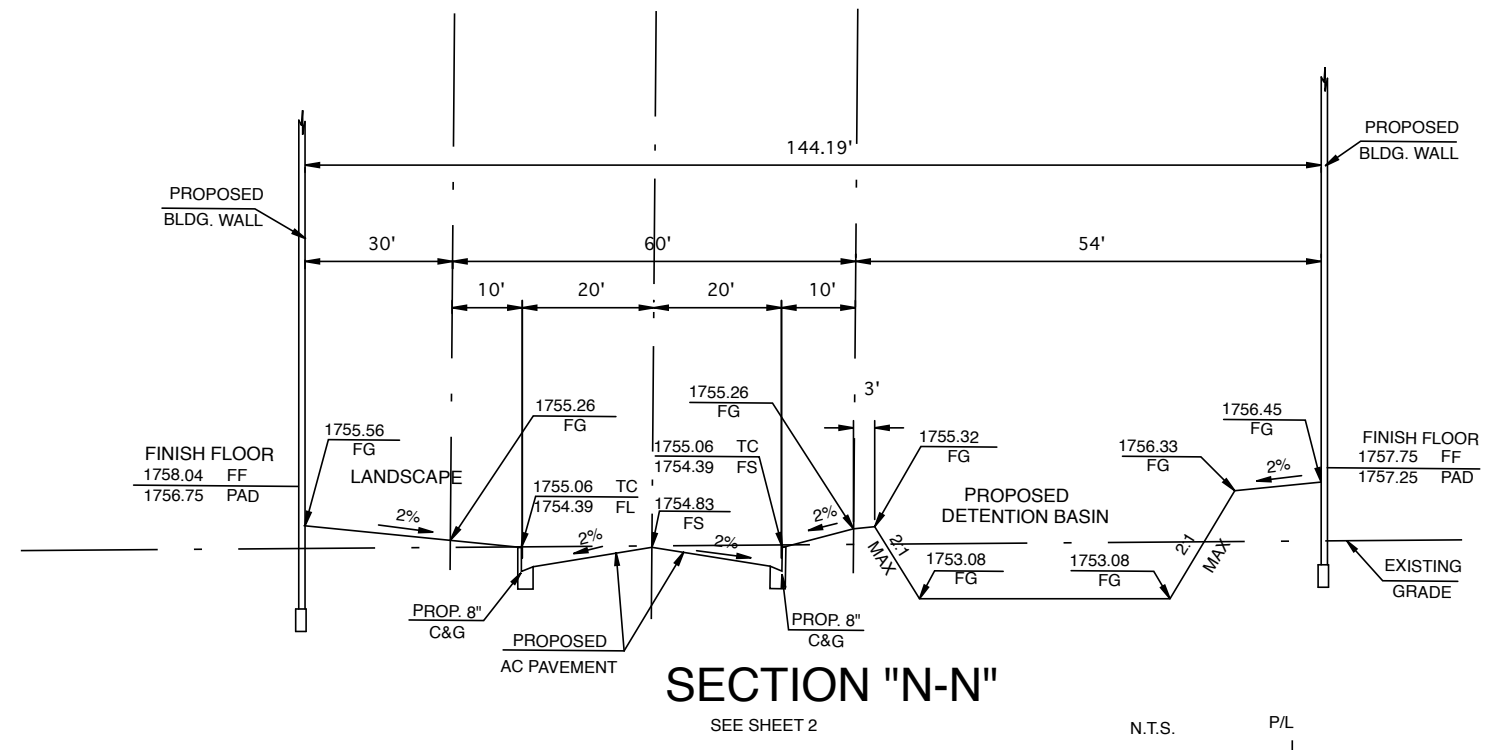 144.19'
PROPOSED
BLDG. WALL
PROPOSED
BLDG. WALL
30'
60'
54'
10'
20'
20'
10'
3'
1755.26
FG
1755.26
FG
1755.56
FG
1755.32
FG
1756.45
FG
1756.33
FG
FINISH FLOOR
1758.04 FF
1756.75 PAD
LANDSCAPE
1755.06 TC
1754.39 FS
FINISH FLOOR
1757.75 FF
1757.25 PAD
2%
1755.06 TC
1754.39 FL
1754.83
FS
PROPOSED
DETENTION BASIN
2%
2%
2%
2%
2:1
MAX
2:1
MAX
1753.08
FG
1753.08
FG
EXISTING
GRADE
PROP. 8"
C&G
PROPOSED
AC PAVEMENT
PROP. 8"
C&G
SECTION "N-N"
SEE SHEET 2
N.T.S.
P/L